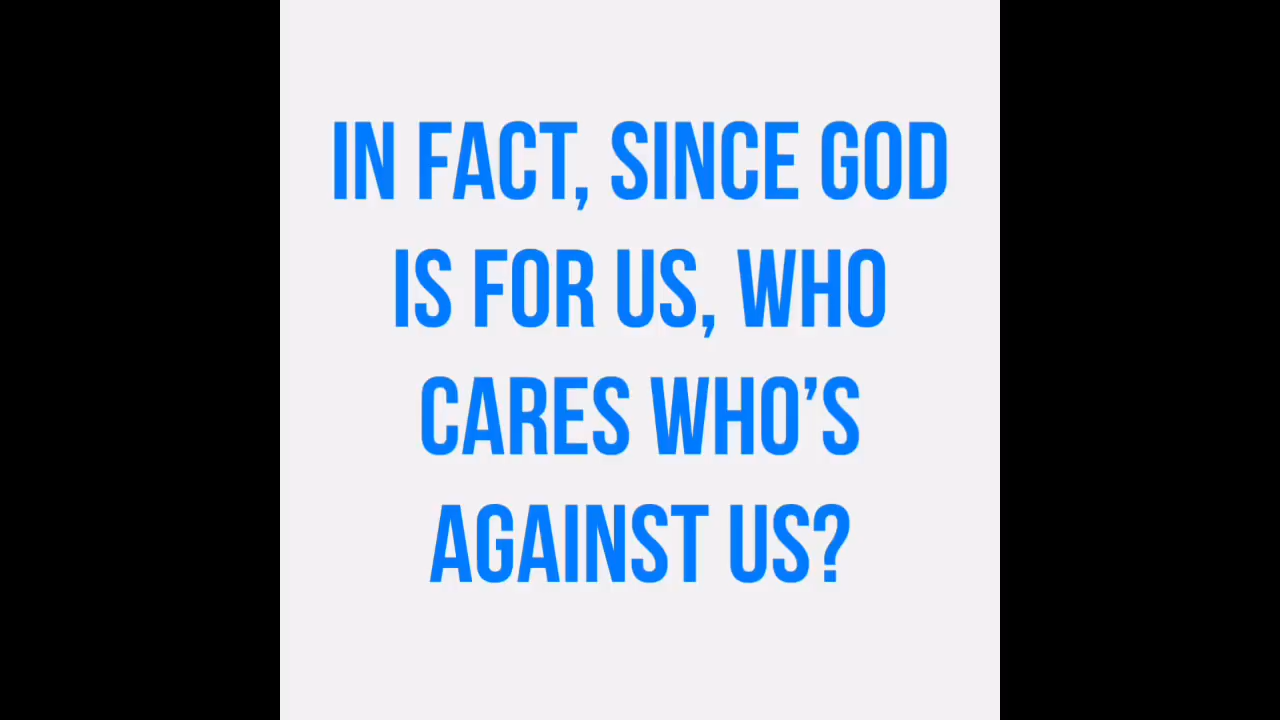 IN FACT, SINCE GOD
IS FOR US, WHO
CARES WHO’S
AGAINST US?